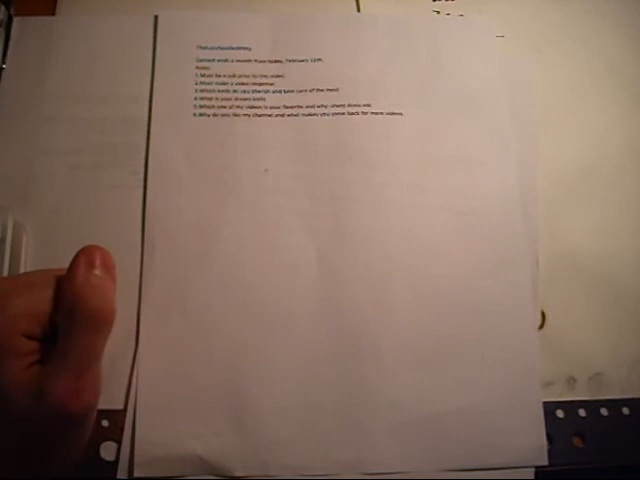 Contest ends a month from today, February 11th.
Rules:
1.Must be a sub prior to this video
2.Must make a video response
3.Which knife do you cherish and take care of the most
4.What is your dream knife
5.Which one of my videos is your favorite and why
6.Why do you like my channel and what makes you come back for more videos.